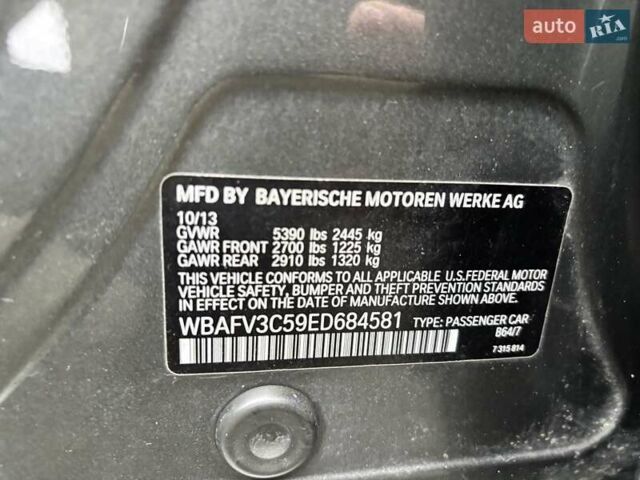 auto RIA
.com
MFD BY BAYERISCHE MOTOREN WERKE AG
10/13
GVWR 5390 lbs 2445 kg
GAWR FRONT 2700 lbs 1225 kg
GAWR REAR 2910 lbs 1320 kg
THIS VEHICLE CONFORMS TO ALL APPLICABLE U.S.FEDERAL MOTOR
VEHICLE SAFETY, BUMPER AND THEFT PREVENTION STANDARDS
IN EFFECT ON THE DATE OF MANUFACTURE SHOWN ABOVE.
WBAFV3C59ED684581 TYPE: PASSENGER CAR
B64/7
7 315 814